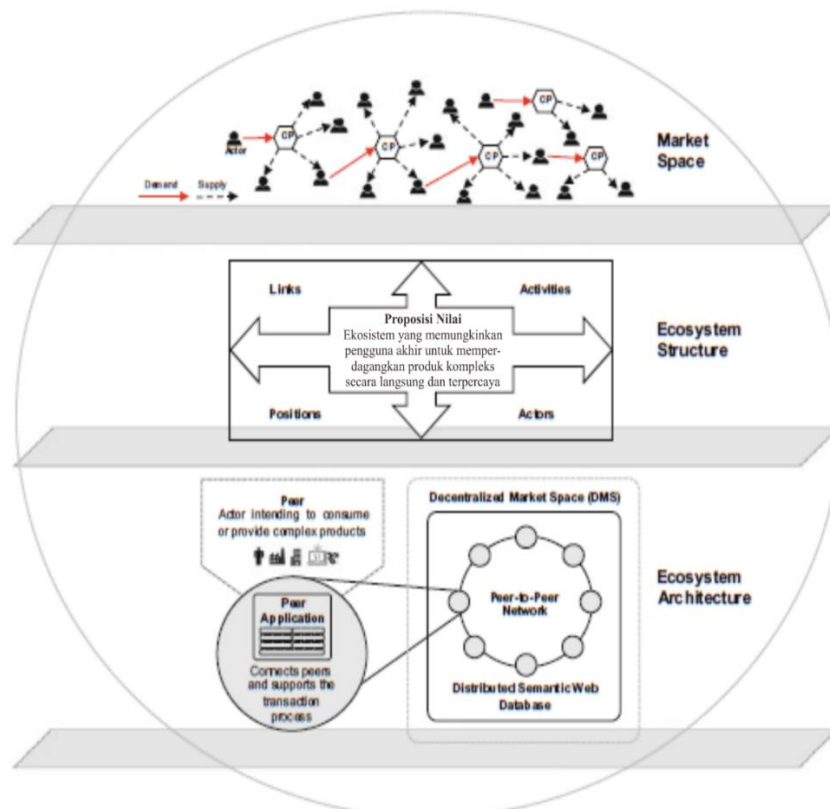 CP
CP
CP
CP
CP
Actor
Market
Space
Demand
Supply
Links
Activities
Proposisi Nilai
Ekosistem yang memungkinkan
pengguna akhir untuk memper-
dagangkan produk kompleks
secara langsung dan terpercaya
Ecosystem
Structure
Positions
Actors
Peer
Actor intending to consume
or provide complex products
Decentralized Market Space (DMS)
Peer
Application
Connects peers
and supports the
transaction
process
Peer-to-Peer
Network
Distributed Semantic Web
Database
Ecosystem
Architecture